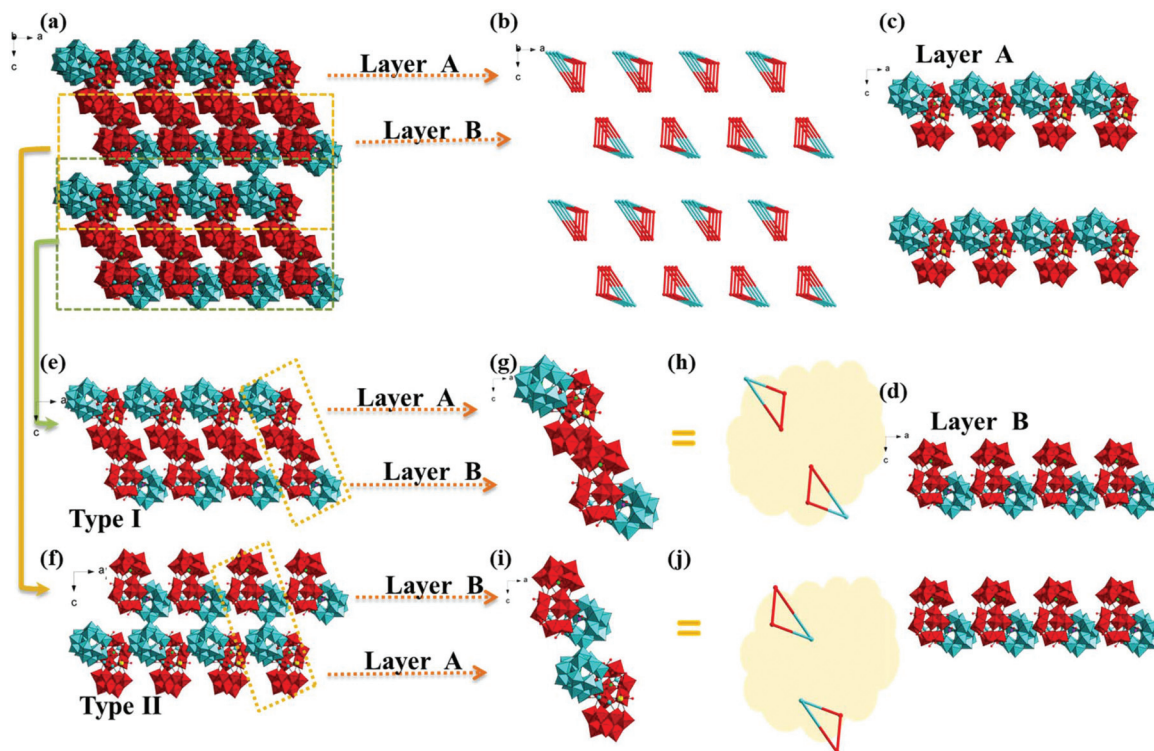 (a)
b
a
c
Layer A
Layer B
(b)
b
a
c
(c)
Layer A
a
c
(e)
a
c
Type I
Layer A
Layer B
(g)
a
c
=
(h)
(d)
Layer B
a
c
(f)
a
c
Type II
Layer B
Layer A
(i)
a
c
=
(j)